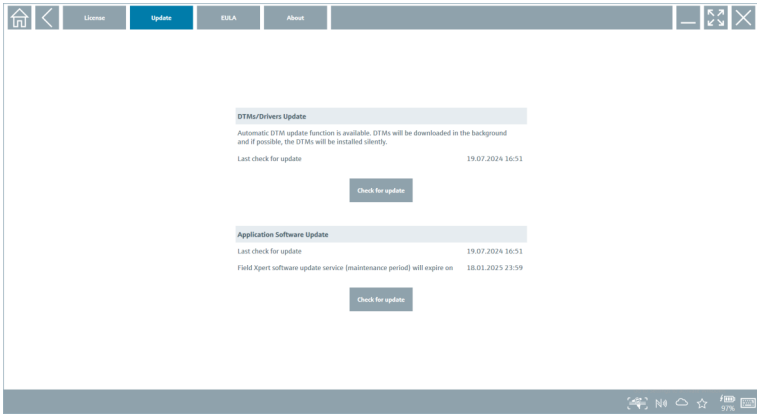 License Update EULA About
DTMs/Drivers Update
Automatic DTM update function is available. DTMs will be downloaded in the background
and if possible, the DTMs will be installed silently.
Last check for update 19.07.2024 16:51
Check for update
Application Software Update
Last check for update 19.07.2024 16:51
Field Xpert software update service (maintenance period) will expire on 18.01.2025 23:59
Check for update
97%